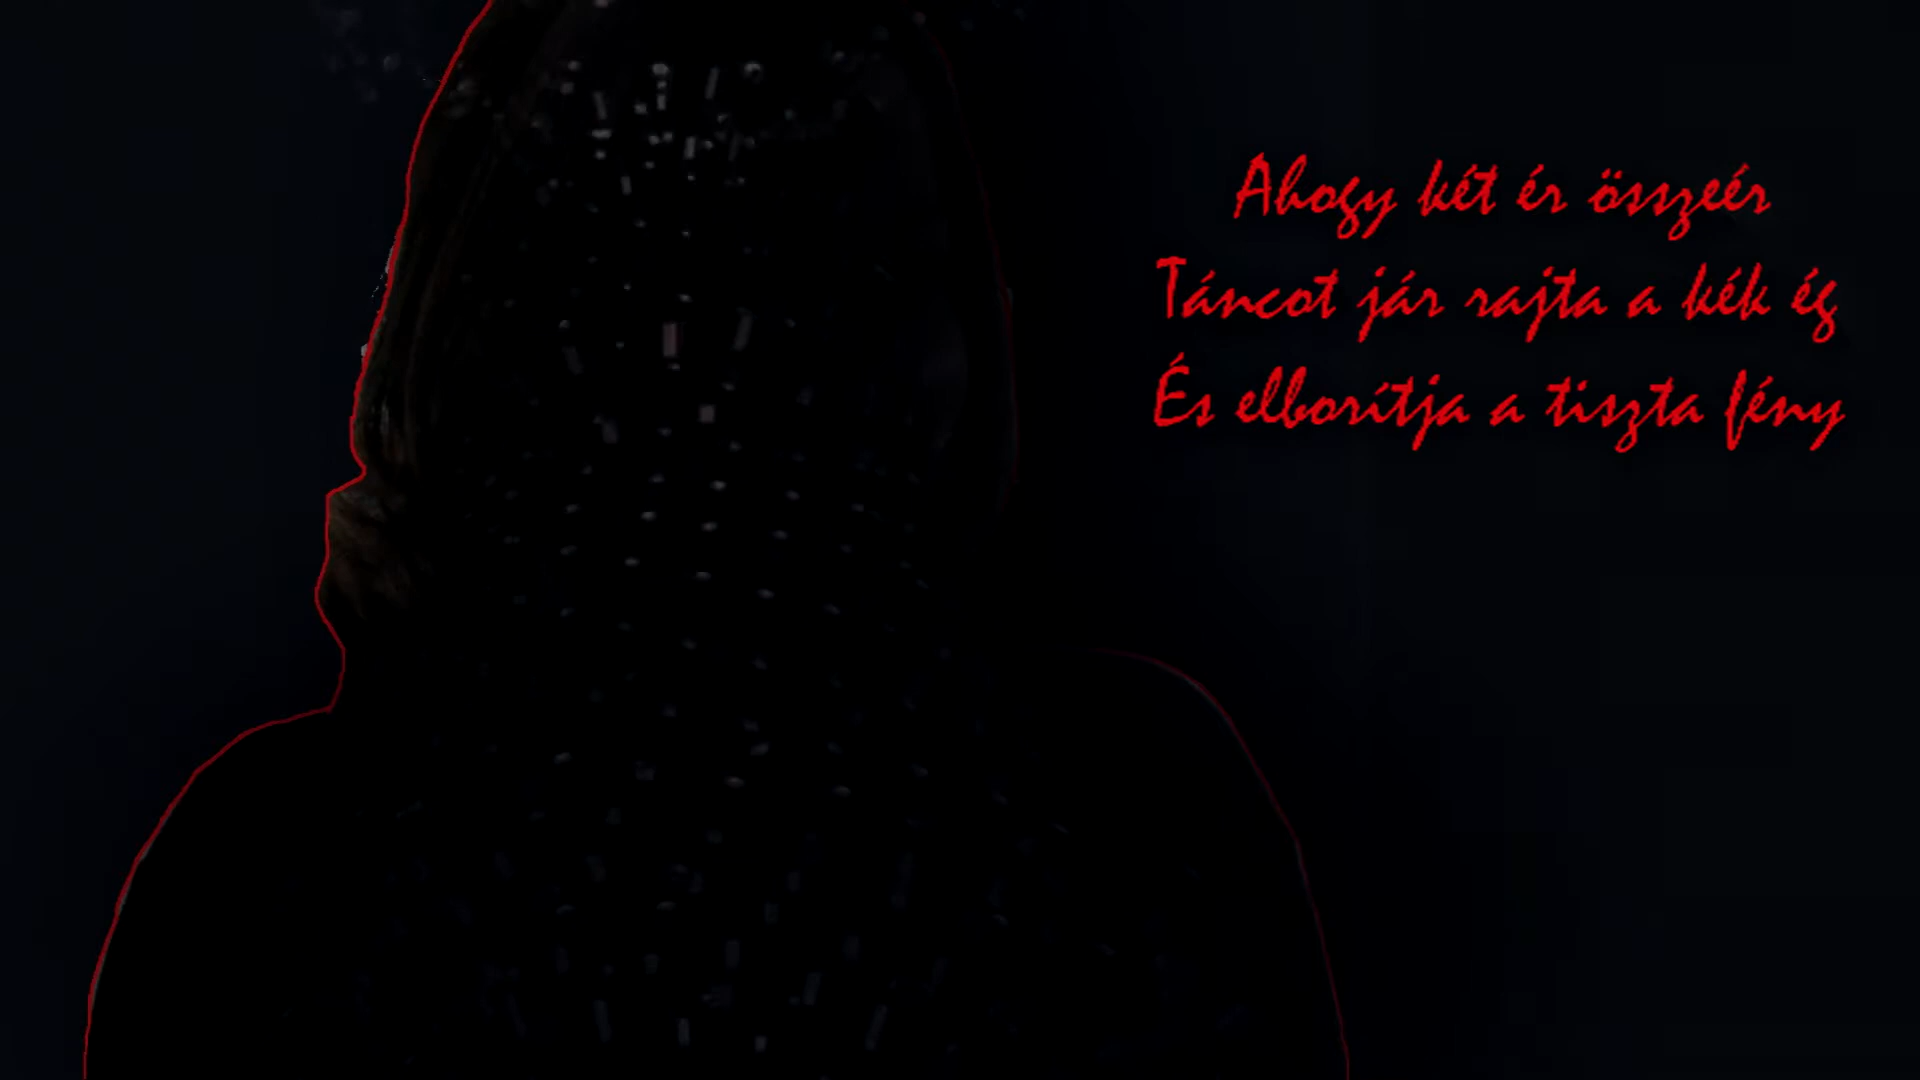 Ahogy két ér összeér
Táncot jár rajta a kék ég
És elborítja a tiszta fény